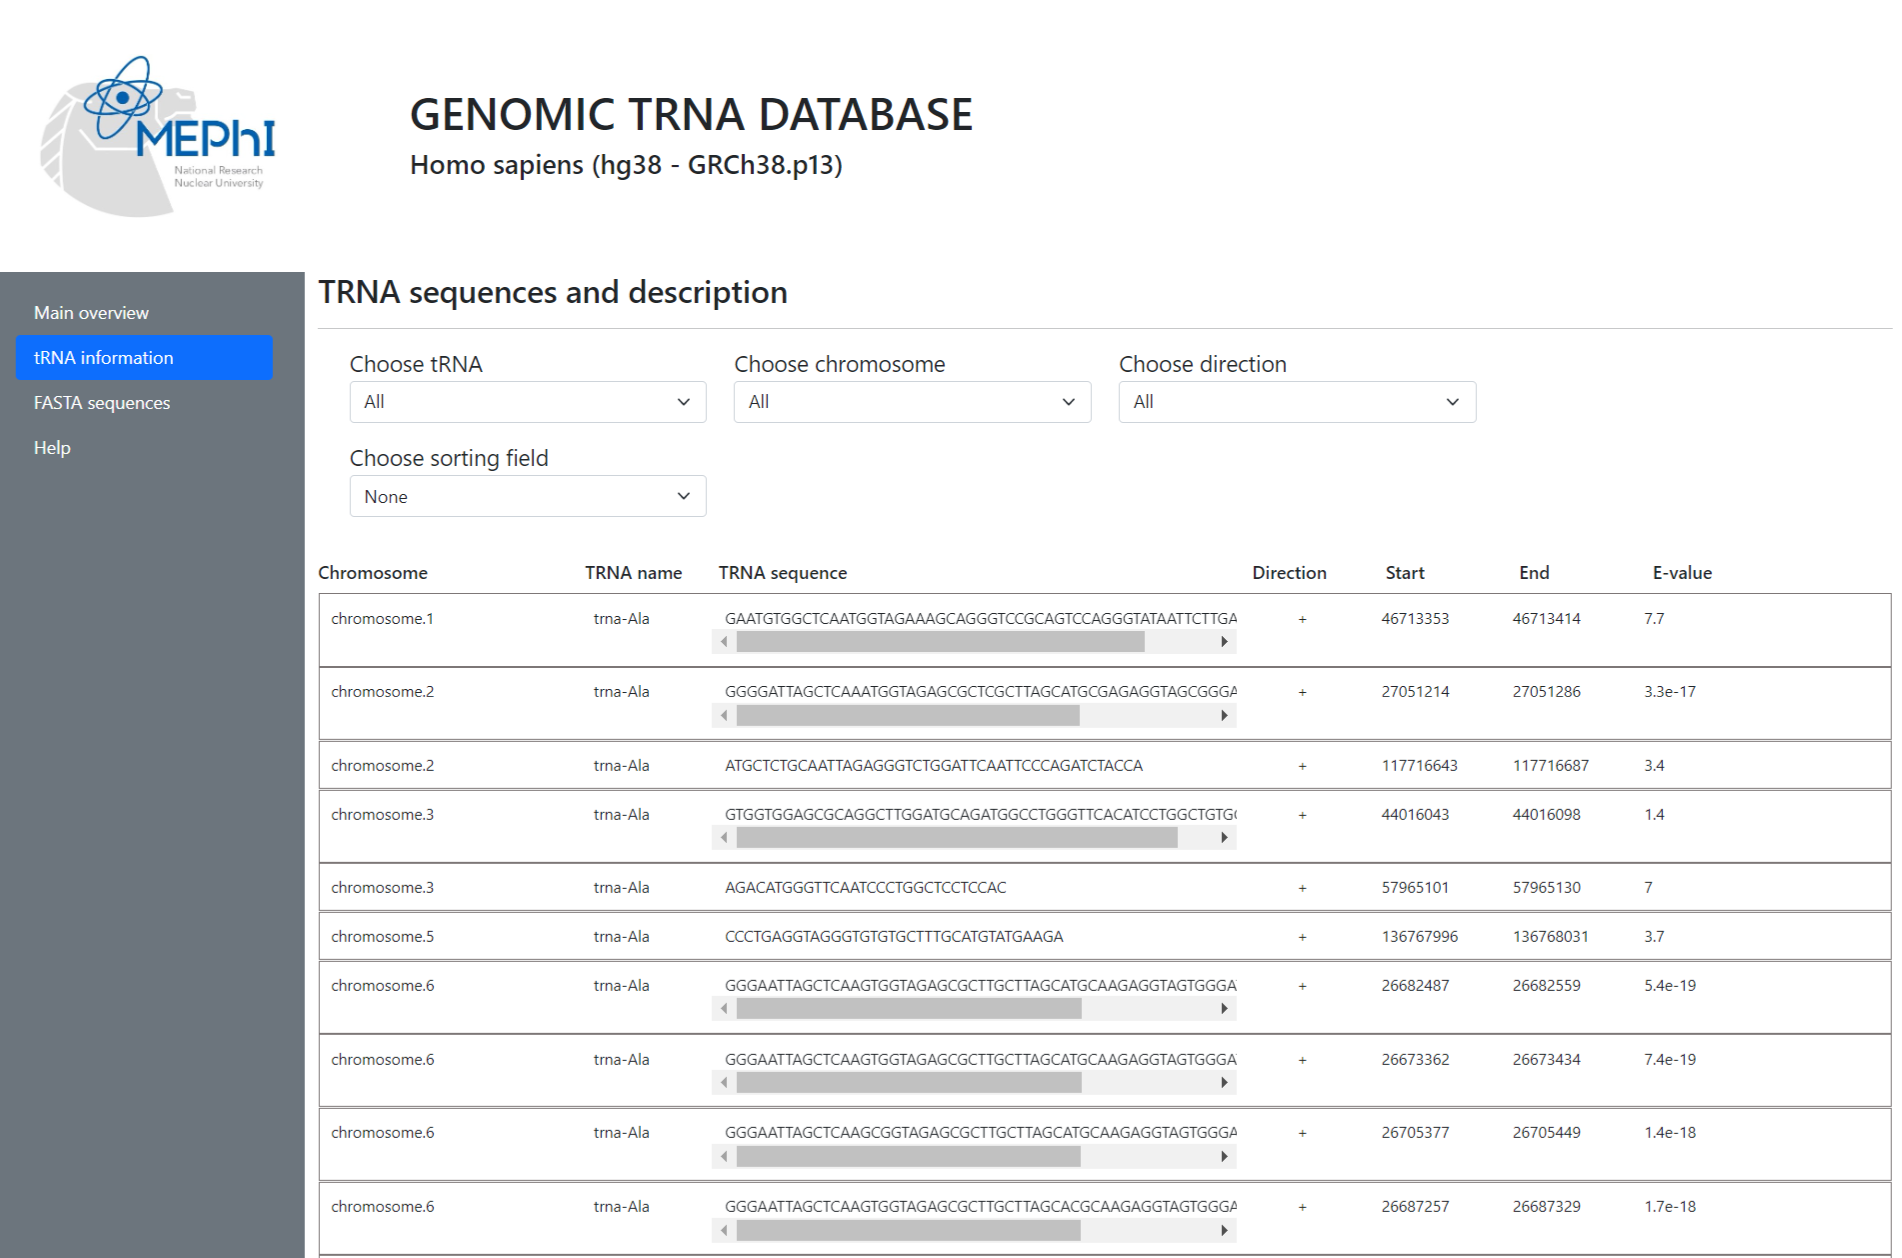 MEPhI
National Research
Nuclear University
GENOMIC TRNA DATABASE
Homo sapiens (hg38 - GRCh38.p13)
Main overview
tRNA information
FASTA sequences
Help
TRNA sequences and description
Choose tRNA Choose chromosome Choose direction
All All All
Choose sorting field
None
Chromosome TRNA name TRNA sequence Direction Start End E-value
chromosome.1 trna-Ala GAATGTGGCTCAATGGTAGAAAGCAGGGTCCGCAGTCCAGGGTATAATTCTTGA + 46713353 46713414 7.7
chromosome.2 trna-Ala GGGGATTAGCTCAAATGGTAGAGCGCTCGCTTAGCATGCGAGAGGTAGCGGGA + 27051214 27051286 3.3e-17
chromosome.2 trna-Ala ATGCTCTGCAATTAGAGGGTCTGGATTCAATTCCCAGATCTACCA + 117716643 117716687 3.4
chromosome.3 trna-Ala GTGGTGGAGCGCAGGCTTGGATGCAGATGGCCTGGGTTCACATCCTGGCTGTG + 44016043 44016098 1.4
chromosome.3 trna-Ala AGACATGGGTTCAATCCCTGGCTCCTCCAC + 57965101 57965130 7
chromosome.5 trna-Ala CCCTGAGGTAGGGTGTGTGCTTTGCATGTATGAAGA + 136767996 136768031 3.7
chromosome.6 trna-Ala GGGAATTAGCTCAAGTGGTAGAGCGCTTGCTTAGCATGCAAGAGGTAGTGGGA + 26682487 26682559 5.4e-19
chromosome.6 trna-Ala GGGAATTAGCTCAAGTGGTAGAGCGCTTGCTTAGCATGCAAGAGGTAGTGGGA + 26673362 26673434 7.4e-19
chromosome.6 trna-Ala GGGAATTAGCTCAAGCGGTAGAGCGCTTGCTTAGCATGCAAGAGGTAGTGGGA + 26705377 26705449 1.4e-18
chromosome.6 trna-Ala GGGAATTAGCTCAAGTGGTAGAGCGCTTGCTTAGCACGCAAGAGGTAGTGGGA + 26687257 26687329 1.7e-18